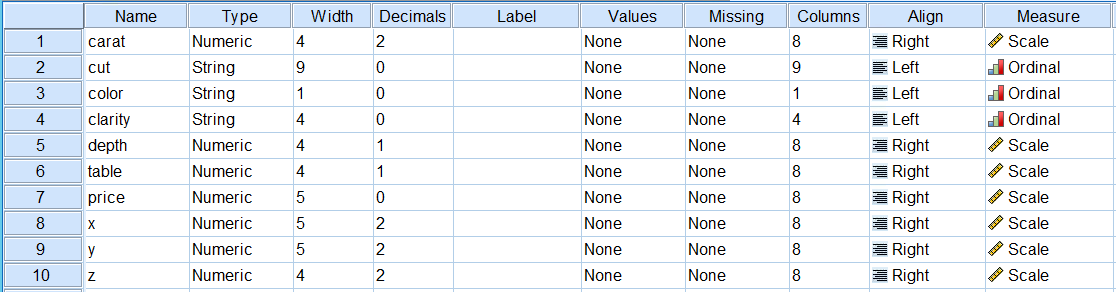 Name Type Width Decimals Label Values Missing Columns Align Measure
1 carat Numeric 4 2 None None 8 Right Scale
2 cut String 9 0 None None 9 Left Ordinal
3 color String 1 0 None None 1 Left Ordinal
4 clarity String 4 0 None None 4 Left Ordinal
5 depth Numeric 4 1 None None 8 Right Scale
6 table Numeric 4 1 None None 8 Right Scale
7 price Numeric 5 0 None None 8 Right Scale
8 x Numeric 5 2 None None 8 Right Scale
9 y Numeric 5 2 None None 8 Right Scale
10 z Numeric 4 2 None None 8 Right Scale